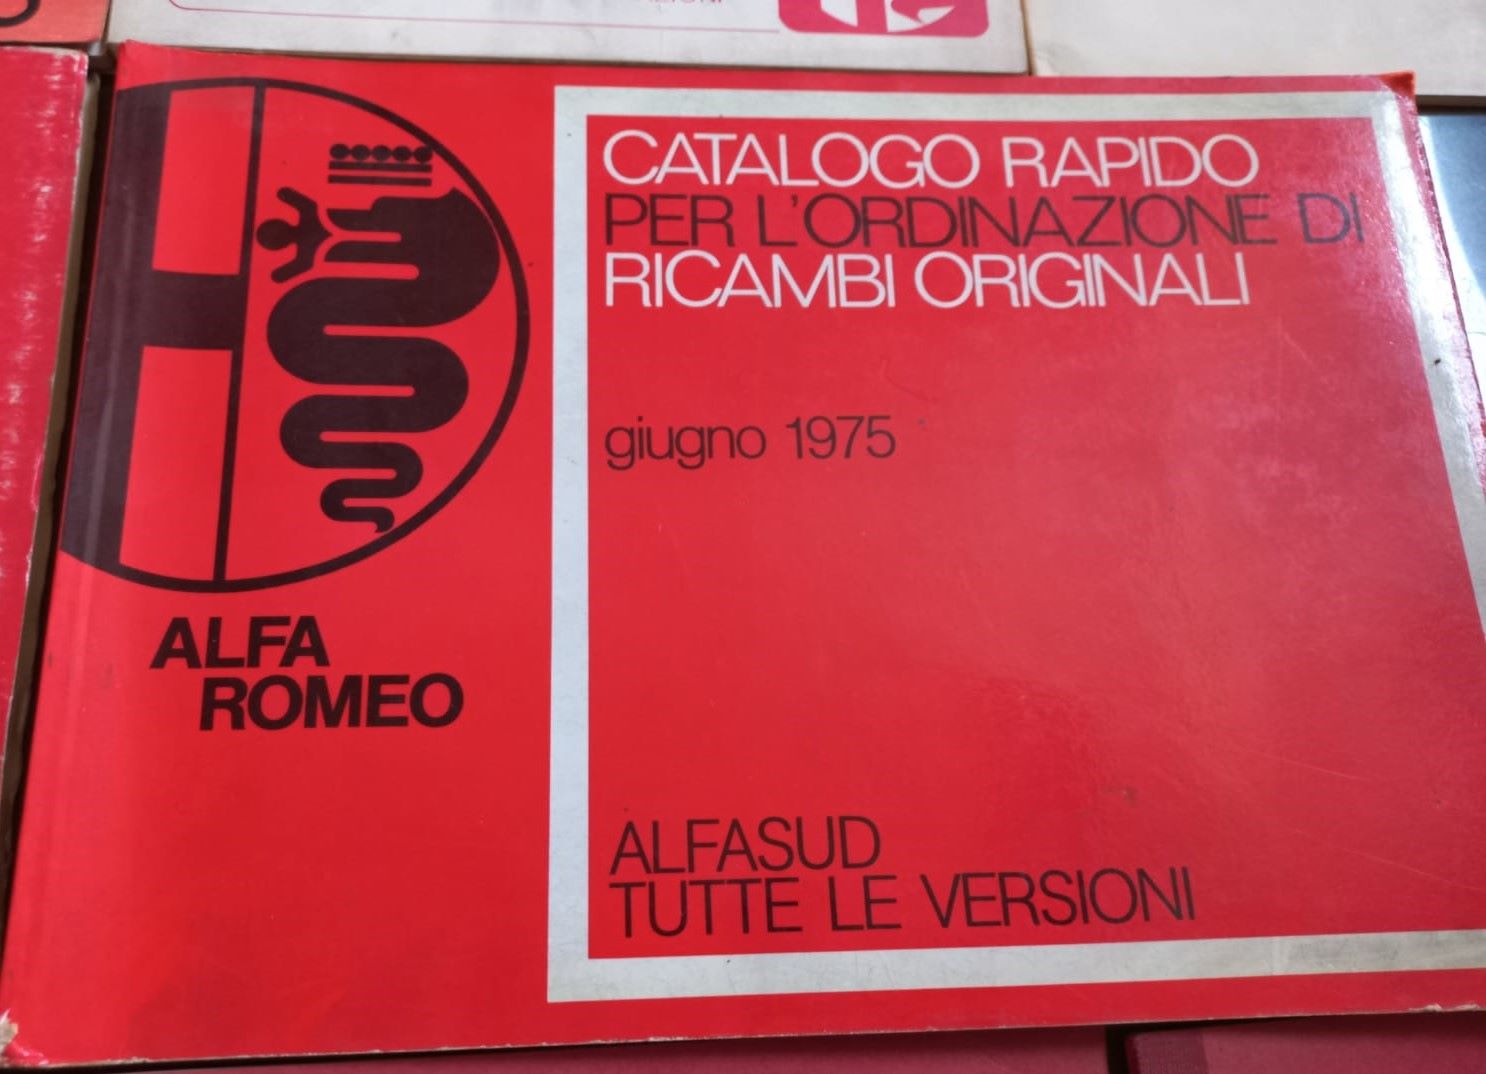 CATALOGO RAPIDO
PER L'ORDINAZIONE DI
RICAMBI ORIGINALI
giugno 1975
ALFA
ROMEO
ALFASUD
TUTTE LE VERSIONI